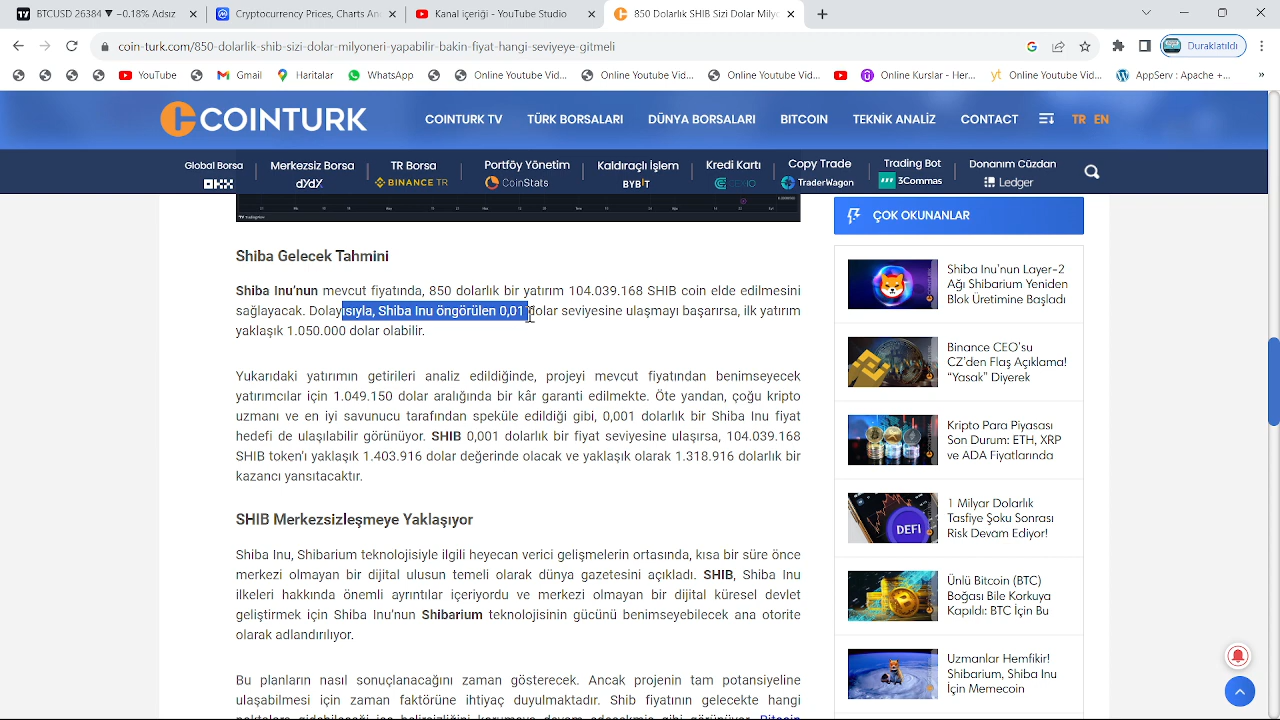 BTCUSD 26384 ▼ −0.18% Adsız
Cryptocurrency Prices, Charts An
Kanal içeriği - YouTube Studio
850 Dolarlık SHIB Sizi Dolar Milyo
coin-turk.com/850-dolarlik-shib-sizi-dolar-milyoneri-yapabilir-fakit-fiyat-hangi-seviyeye-gitmeli
Duraklatıldı
YouTube
Gmail
Haritalar
WhatsApp
Online Youtube Vid...
Online Youtube Vid...
Online Youtube Vid...
Online Kurslar - Her...
Online Youtube Vid...
AppServ : Apache +...
COINTURK
COINTURK TV
TÜRK BORSALARI
DÜNYA BORSALARI
BITCOIN
TEKNİK ANALİZ
CONTACT
TR EN
Global Borsa
Merkezsiz Borsa
TR Borsa
Portföy Yönetim
Kaldıraçlı İşlem
Kredi Kartı
Copy Trade
Trading Bot
Donanım Cüzdan
dYdX
BINANCE TR
CoinStats
BYBIT
TraderWagon
3Commas
Ledger
TradingView
Shiba Gelecek Tahmini
Shiba Inu’nun mevcut fiyatında, 850 dolarlık bir yatırım 104.039.168 SHIB coin elde edilmesini
sağlayacak. Dolayısıyla, Shiba Inu öngörülen 0,01 dolar seviyesine ulaşmayı başarırsa, ilk yatırım
yaklaşık 1.050.000 dolar olabilir.
Yukarıdaki yatırımın getirileri analiz edildiğinde, projeyi mevcut fiyatından benimseyecek
yatırımcılar için 1.049.150 dolar aralığında bir kâr garanti edilmekte. Öte yandan, çoğu kripto
uzmanı ve en iyi savunucu tarafından speküle edildiği gibi, 0,001 dolarlık bir Shiba Inu fiyat
hedefi de ulaşılabilir görünüyor. SHIB 0,001 dolarlık bir fiyat seviyesine ulaşırsa, 104.039.168
SHIB token’ı yaklaşık 1.403.916 dolar değerinde olacak ve yaklaşık olarak 1.318.916 dolarlık bir
kazancı yansıtacaktır.
SHIB Merkezsizleşmeye Yaklaşıyor
Shiba Inu, Shibarium teknolojisiyle ilgili heyecan verici gelişmelerin ortasında, kısa bir süre önce
merkezi olmayan bir dijital ulusun temeli olarak dünya gazetesini açıkladı. SHIB, Shiba Inu
ilkeleri hakkında önemli ayrıntılar içeriyordu ve merkezi olmayan bir dijital küresel devlet
geliştirmek için Shiba Inu’nun Shibarium teknolojisinin gücünü benimseyebilecek ana otorite
olarak adlandırılıyor.
Bu planların nasıl sonuçlanacağını zaman gösterecek. Ancak projenin tam potansiyeline
ulaşabilmesi için zaman faktörüne ihtiyaç duyulmaktadır. Shib fiyatının gelecekte hangi
ÇOK OKUNANLAR
Shiba Inu’nun Layer-2
Ağı Shibarium Yeniden
Blok Üretimine Başladı
Binance CEO’su
CZ’den Flaş Açıklama!
“Yasak” Diyerek
Kripto Para Piyasası
Son Durum: ETH, XRP
ve ADA Fiyatlarında
1 Milyar Dolarlık
Tasfiye Şoku Sonrası
Risk Devam Ediyor!
DEFI
Ünlü Bitcoin (BTC)
Boğası Bile Korkuya
Kapıldı: BTC İçin Bu
Uzmanlar Hemfikir!
Shibarium, Shiba Inu
İçin Memecoin